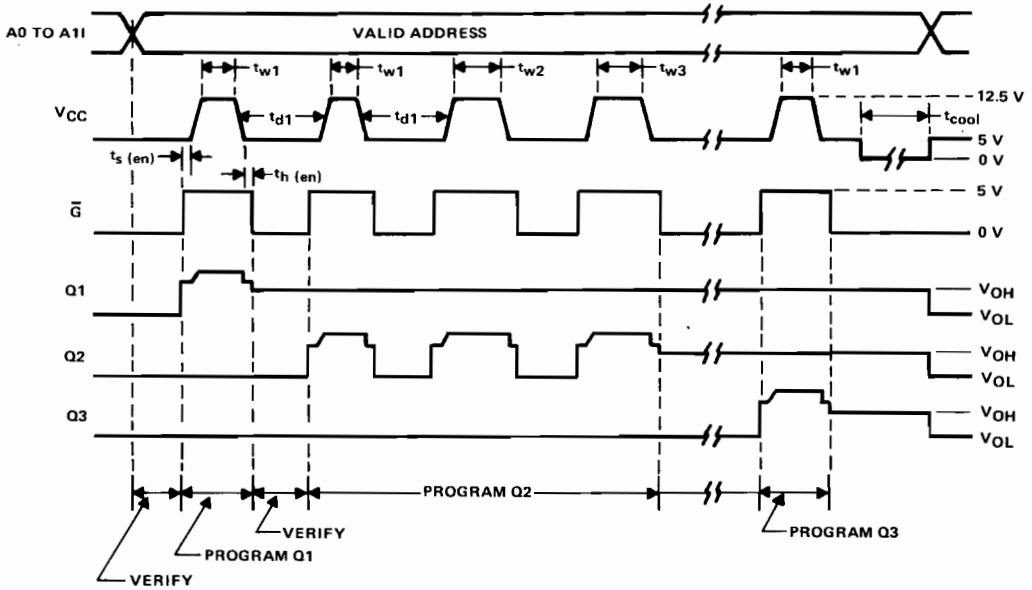 A0 TO A11
VALID ADDRESS
tw1
tw1
tw2
tw3
tw1
VCC
12.5 V
td1
td1
tcool
5 V
0 V
ts (en)
th (en)
G̅
5 V
0 V
Q1
VOH
VOL
Q2
VOH
VOL
Q3
VOH
VOL
PROGRAM Q2
VERIFY
PROGRAM Q3
PROGRAM Q1
VERIFY